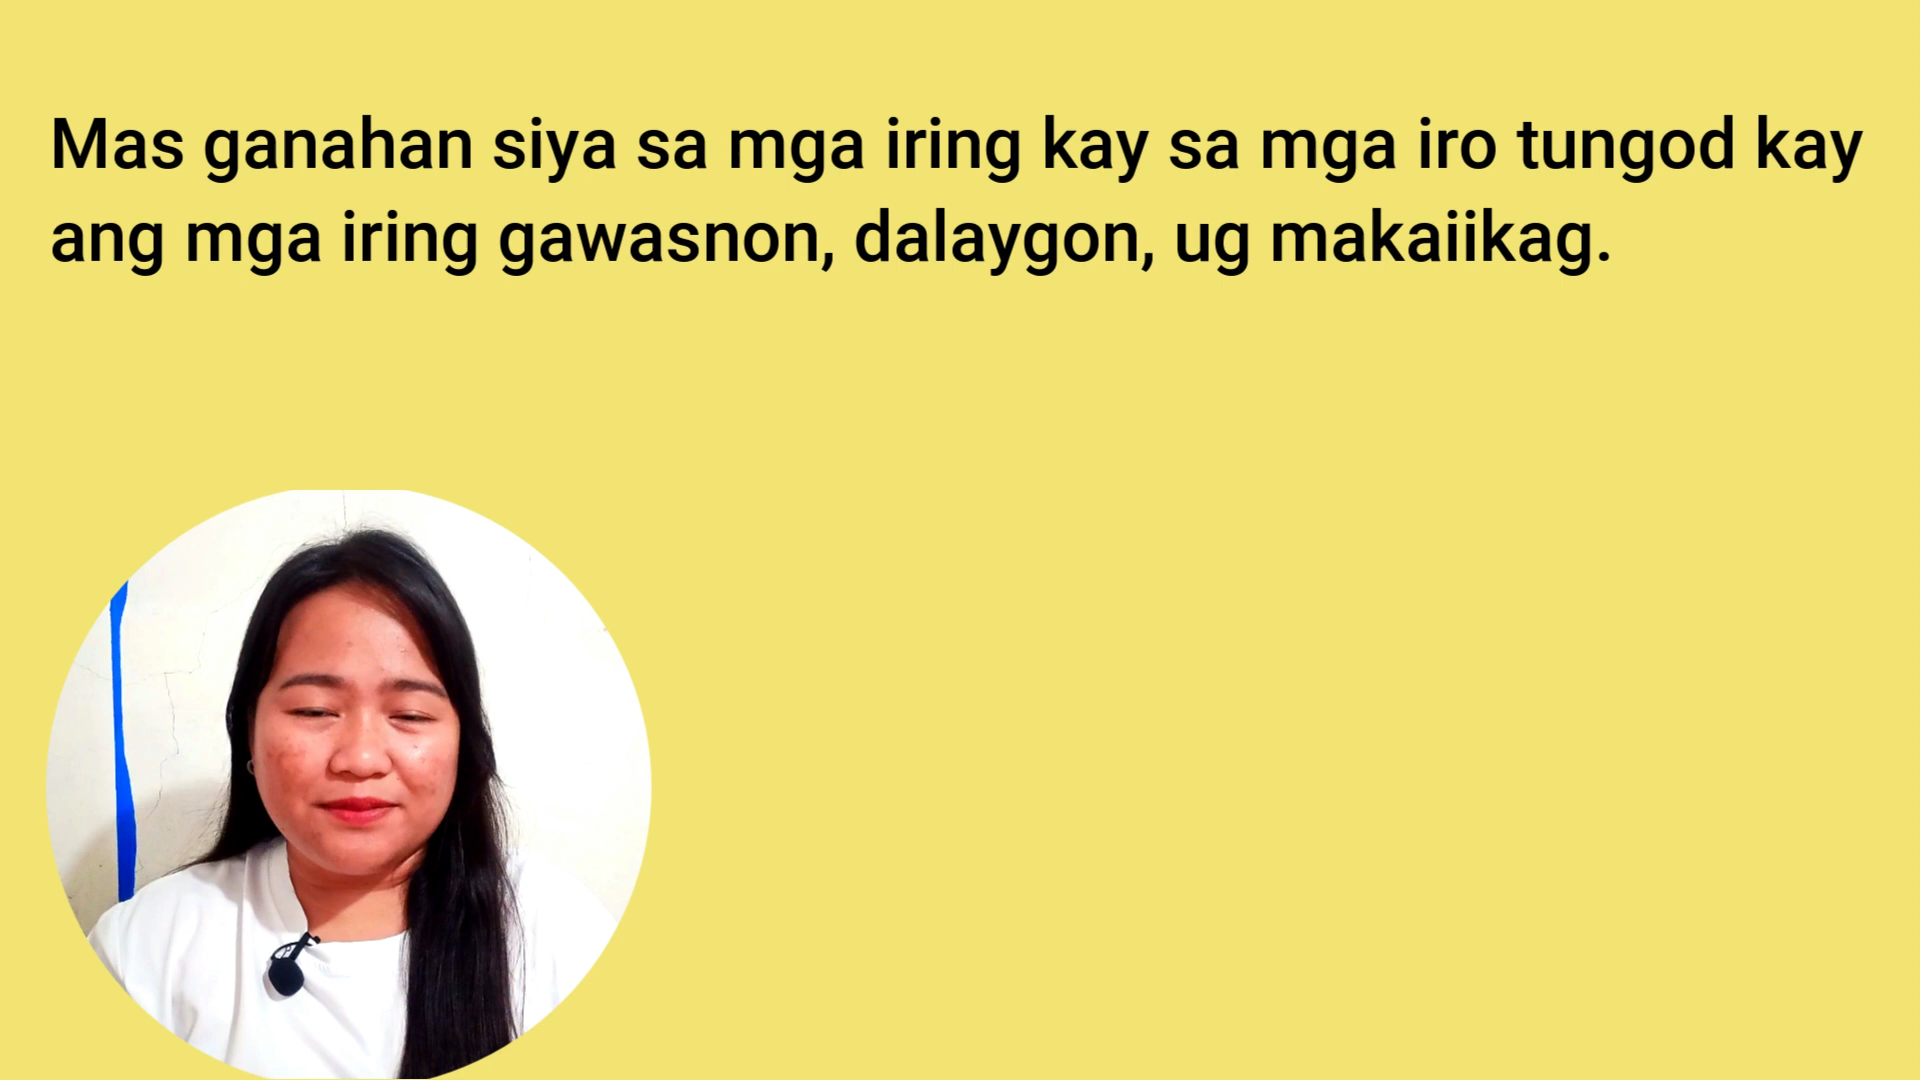 Mas ganahan siya sa mga iring kay sa mga iro tungod kay
ang mga iring gawasnon, dalaygon, ug makaiikag.